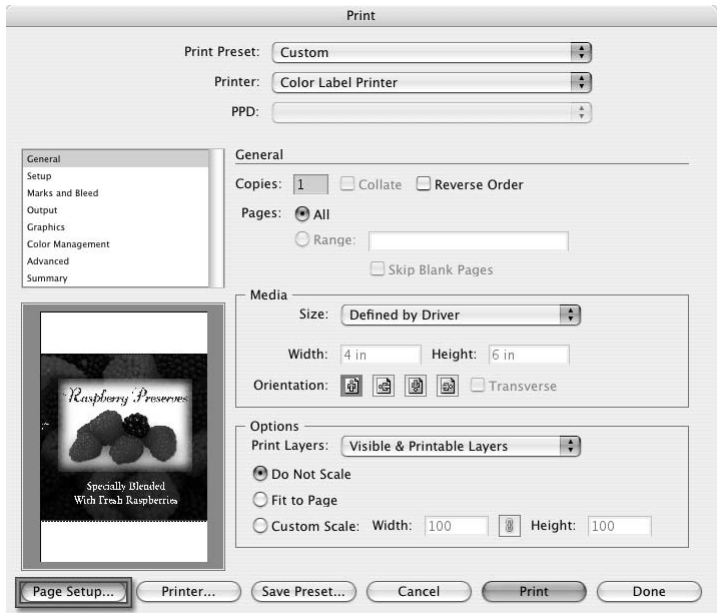 Print
Print Preset: Custom
Printer: Color Label Printer
PPD:
General
Setup
Marks and Bleed
Output
Graphics
Color Management
Advanced
Summary
General
Copies: 1 Collate Reverse Order
Pages: All
Range:
Skip Blank Pages
Media
Size: Defined by Driver
Width: 4 in Height: 6 in
Orientation: Transverse
Options
Print Layers: Visible & Printable Layers
Do Not Scale
Fit to Page
Custom Scale: Width: 100 Height: 100
Raspberry Preserves
Specially Blended
With Fresh Raspberries
Page Setup... Printer... Save Preset... Cancel Print Done